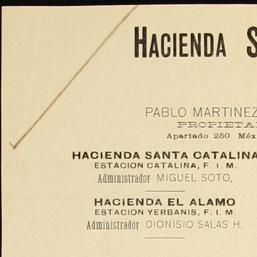 HACIENDA S
PABLO MARTINEZ
PROPIETA
Apartado 250 Méx
HACIENDA SANTA CATALINA
ESTACION CATALINA, F. I. M.
Administrador MIGUEL SOTO,
HACIENDA EL ALAMO
ESTACION YERBANIS, F. I. M.
Administrador DIONISIO SALAS H,